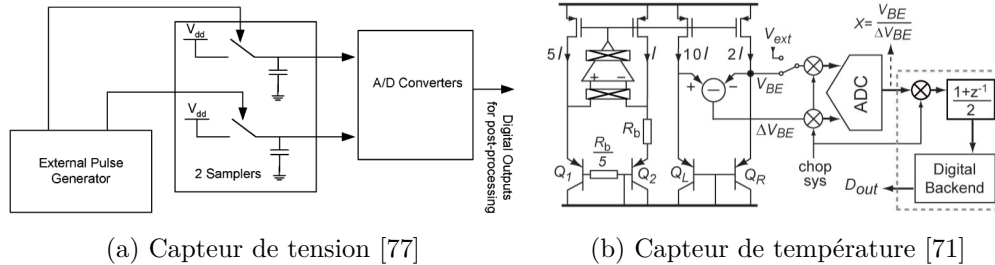 V_dd
V_dd
External Pulse
Generator
2 Samplers
A/D Converters
Digital Outputs
for post-processing
5I
I
10I
2I
V_ext
V_BE
ΔV_BE
X= V_BE / ΔV_BE
+ −
+
−
−
R_b
R_b / 5
Q_1
Q_2
Q_L
Q_R
ADC
chop
sys
1+z^-1 / 2
Digital
Backend
D_out
(a) Capteur de tension [77]
(b) Capteur de température [71]